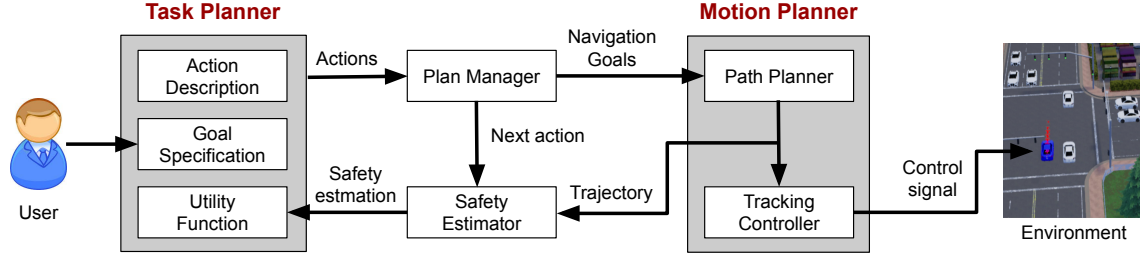 Task Planner
Motion Planner
Action
Description
Goal
Specification
Utility
Function
User
Actions
Plan Manager
Next action
Safety
estmation
Safety
Estimator
Navigation
Goals
Trajectory
Path Planner
Tracking
Controller
Control
signal
Environment